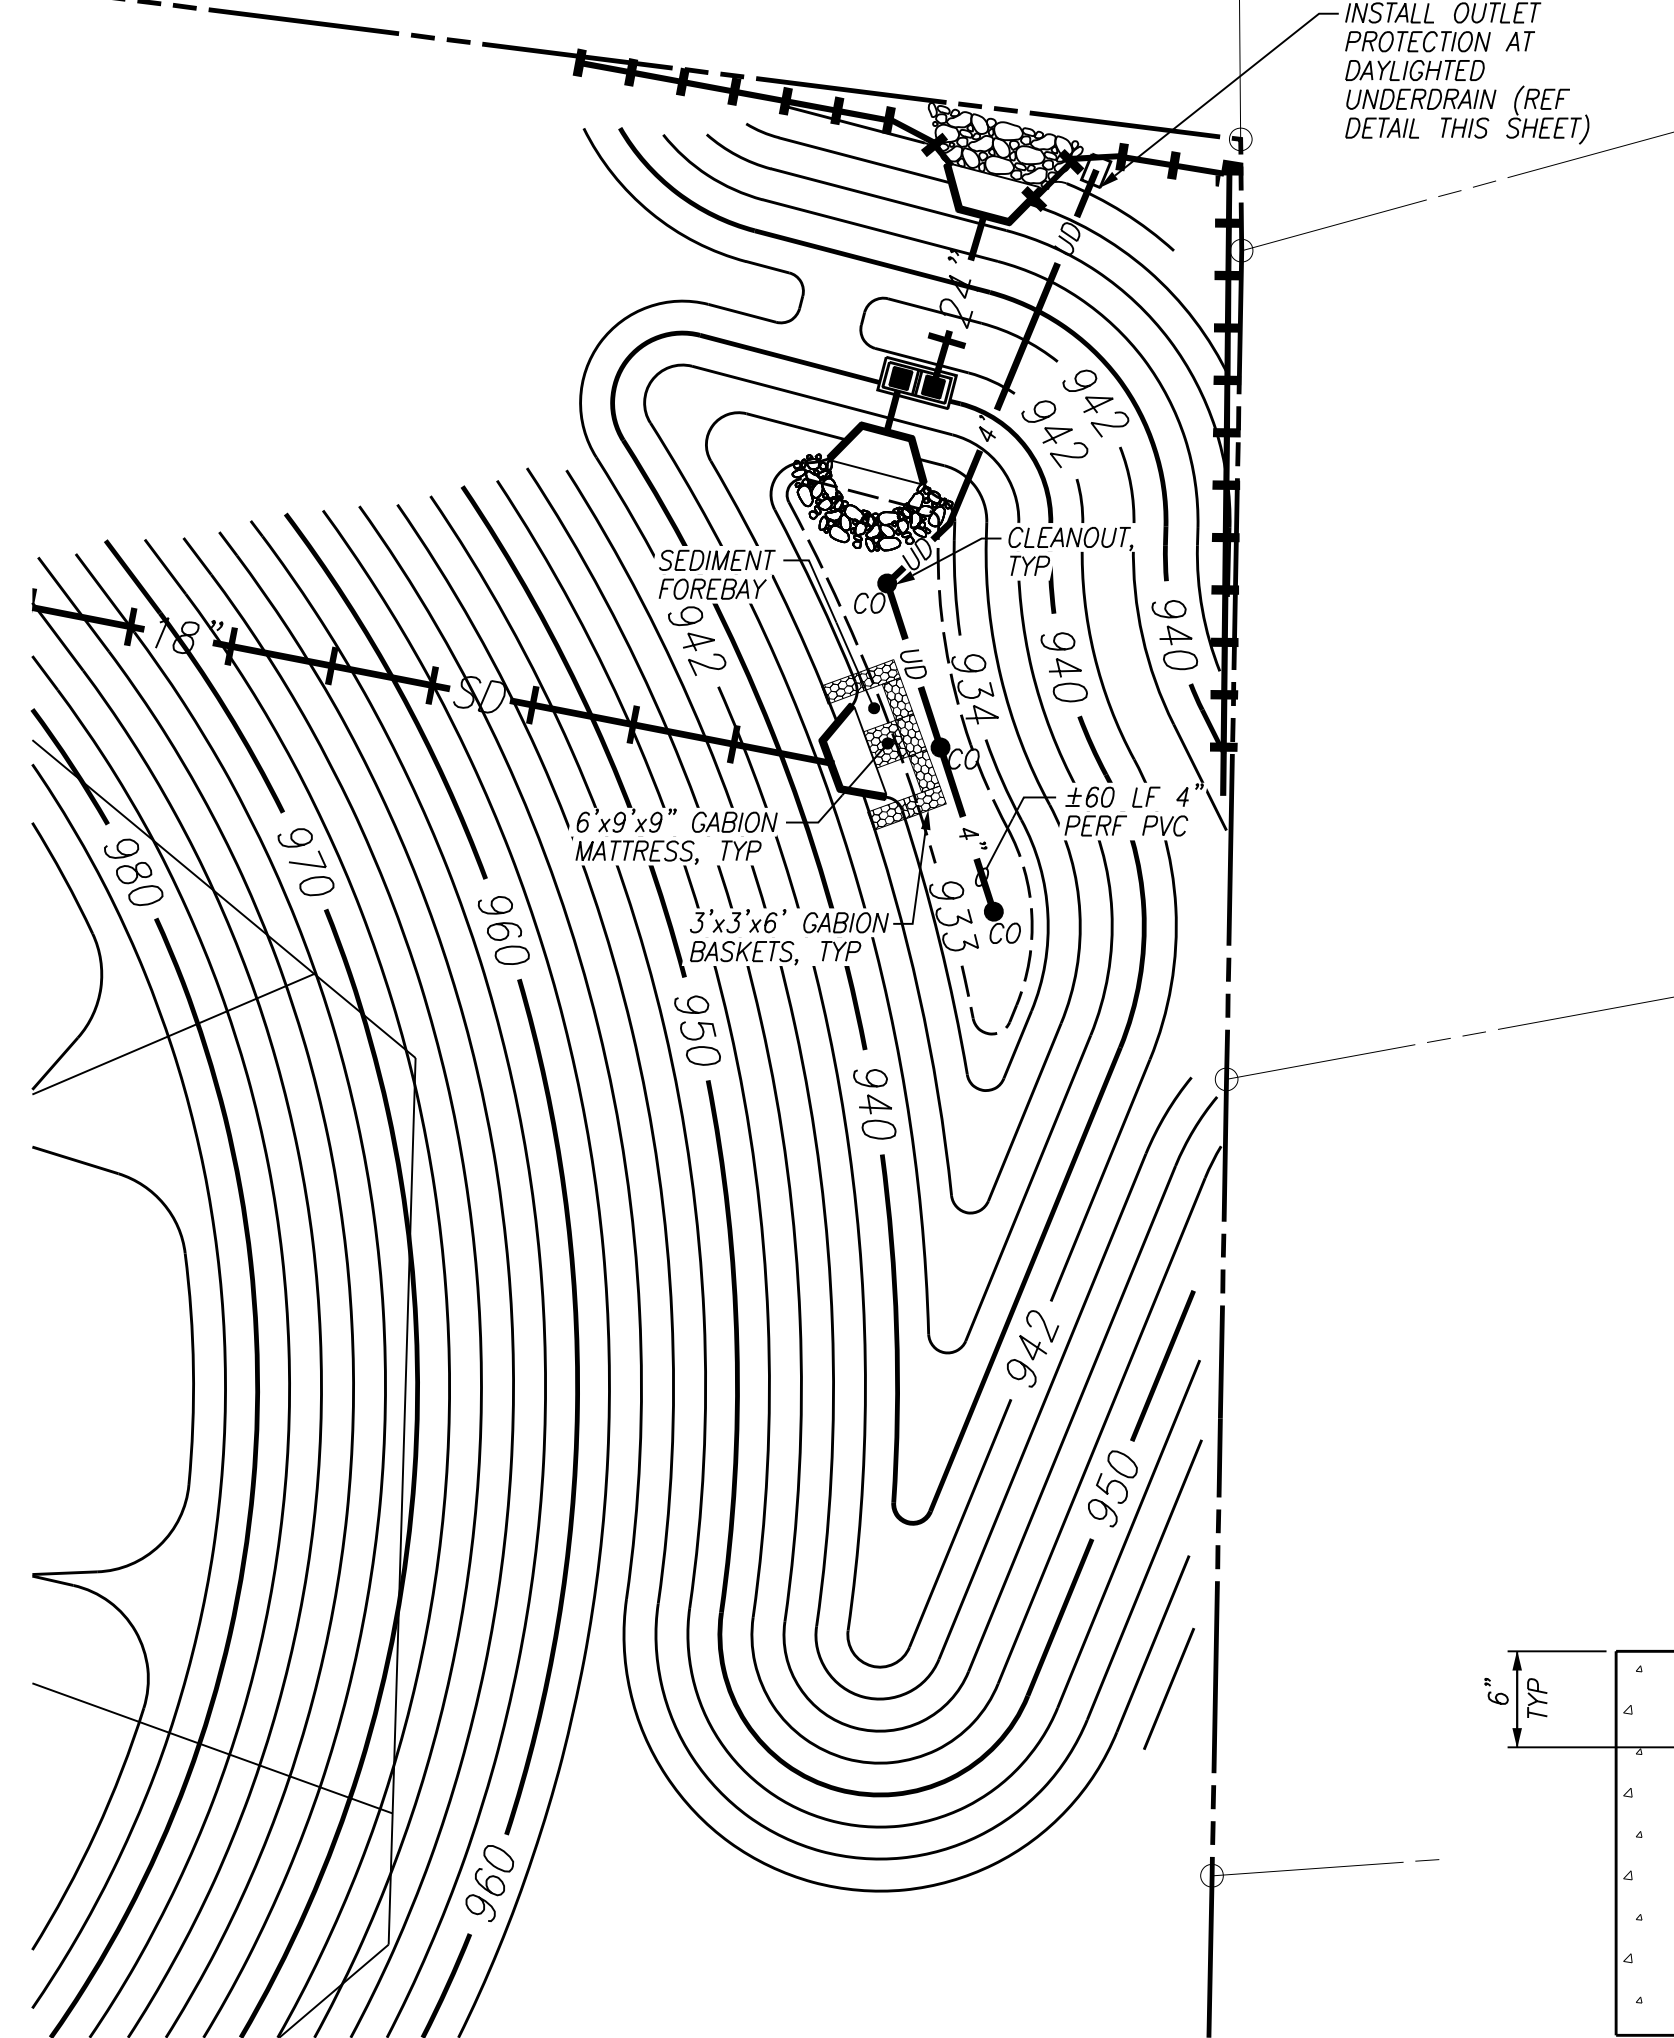 INSTALL OUTLET
PROTECTION AT
DAYLIGHTED
UNDERDRAIN (REF
DETAIL THIS SHEET)
UD
24"
942
942
4"
CLEANOUT,
TYP
SEDIMENT
FOREBAY
UD
CO
942
18"
SD
UD
934
940
940
CO
±60 LF 4"
PERF PVC
6'x9'x9" GABION
MATTRESS, TYP
4"
980
970
960
933
CO
3'x3'x6' GABION
BASKETS, TYP
950
940
942
950
960
6"
TYP